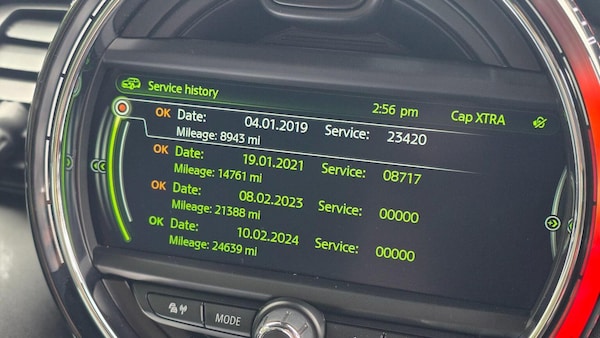 Service history
2:56 pm Cap XTRA
OK Date: 04.01.2019 Service: 23420
Mileage: 8943 mi
OK Date: 19.01.2021 Service: 08717
Mileage: 14761 mi
OK Date: 08.02.2023 Service: 00000
Mileage: 21388 mi
OK Date: 10.02.2024 Service: 00000
Mileage: 24639 mi
MODE